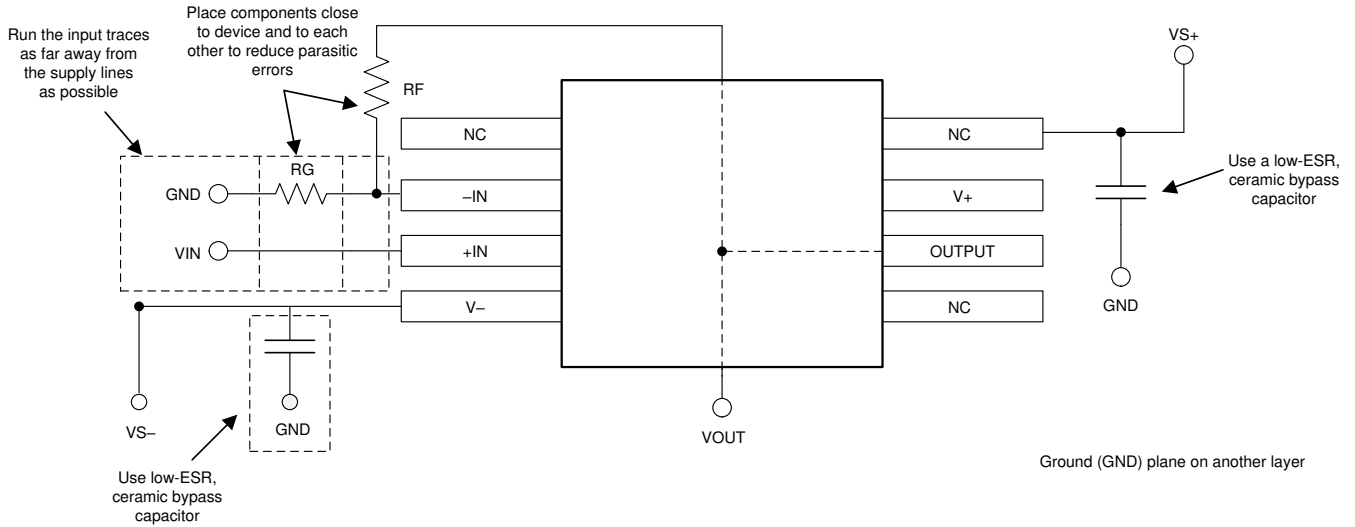 Run the input traces
as far away from
the supply lines
as possible
Place components close
to device and to each
other to reduce parasitic
errors
RF
VS+
NC
NC
RG
GND
–IN
V+
Use a low-ESR,
ceramic bypass
capacitor
VIN
+IN
OUTPUT
V–
NC
GND
VS–
GND
VOUT
Use low-ESR,
ceramic bypass
capacitor
Ground (GND) plane on another layer